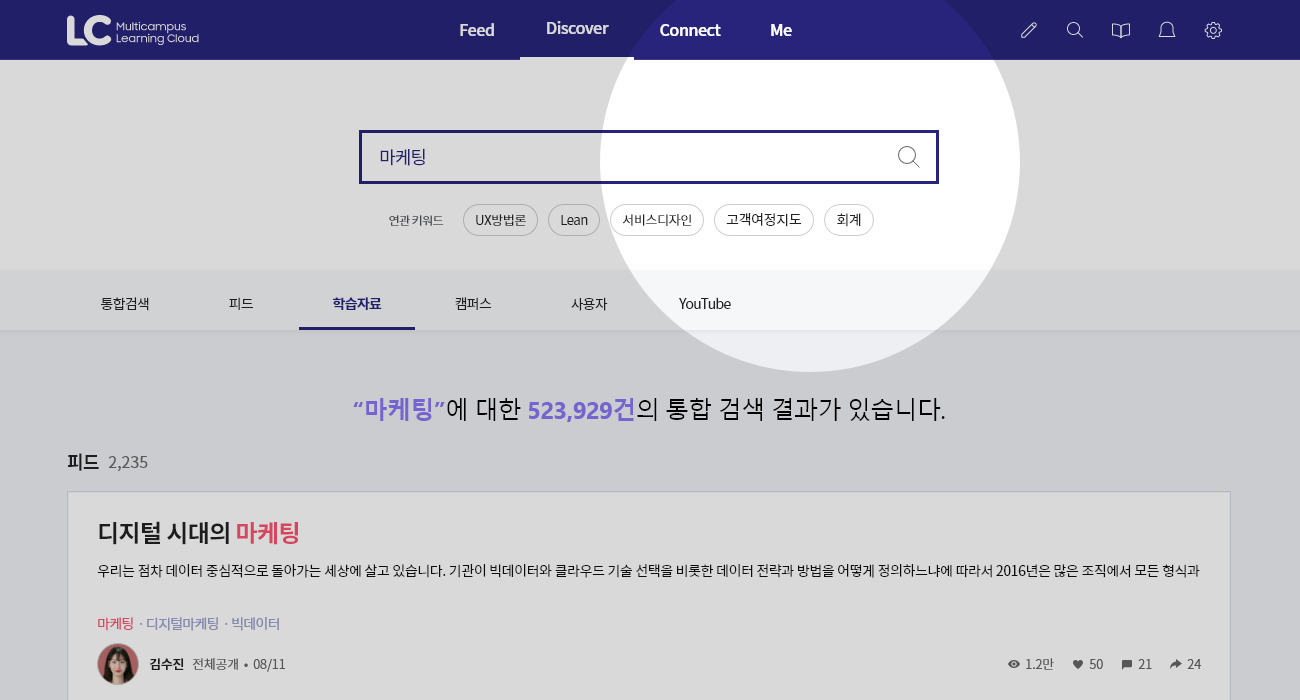 LC Multicampus Learning Cloud
Feed Discover Connect Me
마케팅
연관 키워드 UX방법론 Lean 서비스디자인 고객여정지도 회계
통합검색 피드 학습자료 캠퍼스 사용자 YouTube
“마케팅”에 대한 523,929건의 통합 검색 결과가 있습니다.
피드 2,235
디지털 시대의 마케팅
우리는 점차 데이터 중심적으로 돌아가는 세상에 살고 있습니다. 기관이 빅데이터와 클라우드 기술 선택을 비롯한 데이터 전략과 방법을 어떻게 정의하느냐에 따라서 2016년은 많은 조직에서 모든 형식과
마케팅 · 디지털마케팅 · 빅데이터
김수진 전체공개 • 08/11 1.2만 50 21 24